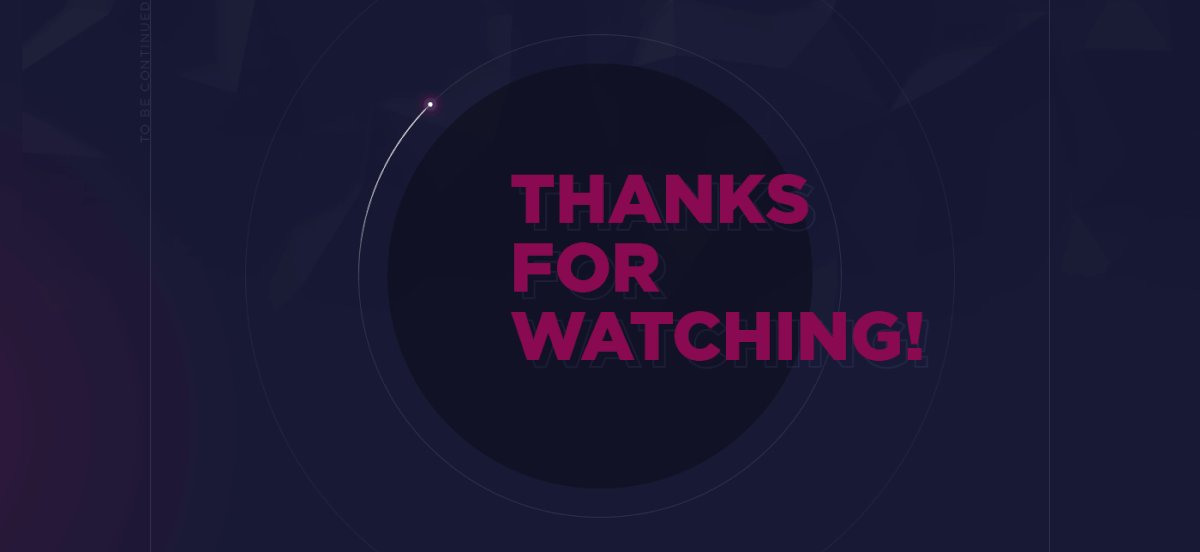 TO BE CONTINUED
THANKS
FOR
WATCHING!